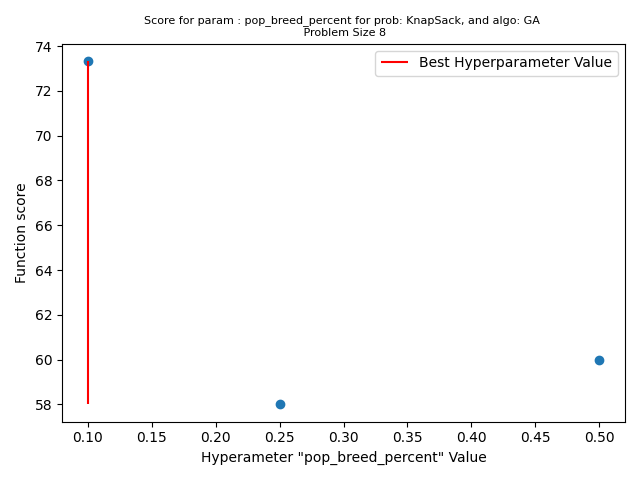 Score for param : pop_breed_percent for prob: KnapSack, and algo: GA
Problem Size 8
Best Hyperparameter Value
Function score
74
72
70
68
66
64
62
60
58
0.10 0.15 0.20 0.25 0.30 0.35 0.40 0.45 0.50
Hyperameter "pop_breed_percent" Value